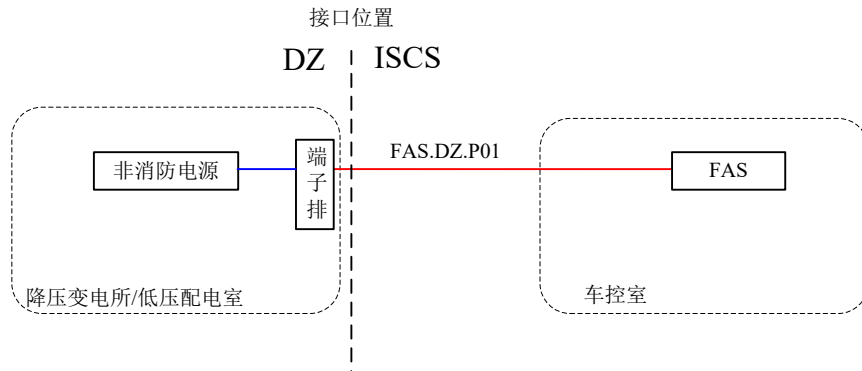 接口位置
DZ
ISCS
非消防电源
端子排
FAS.DZ.P01
FAS
降压变电所/低压配电室
车控室